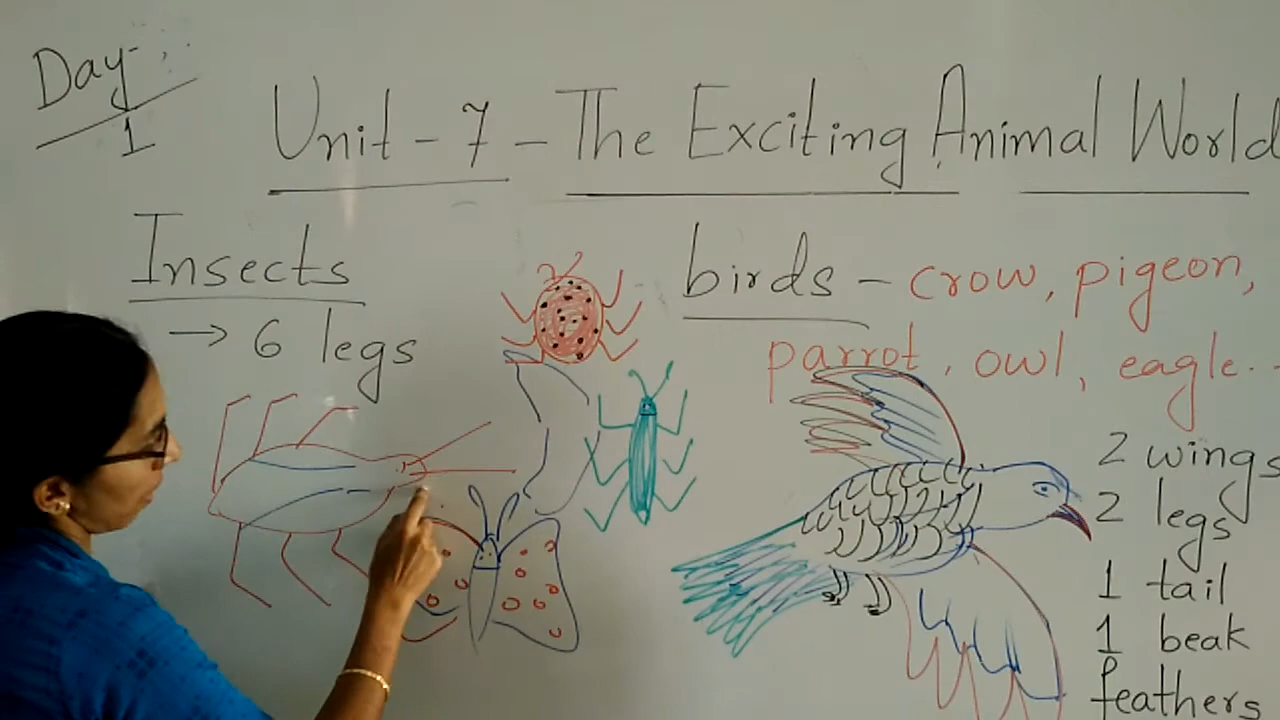 Day-
1
Unit - 7 - The Exciting Animal World
Insects
→ 6 legs
birds - crow, pigeon,
parrot, owl, eagle..
2 wings
2 legs
1 tail
1 beak
feathers